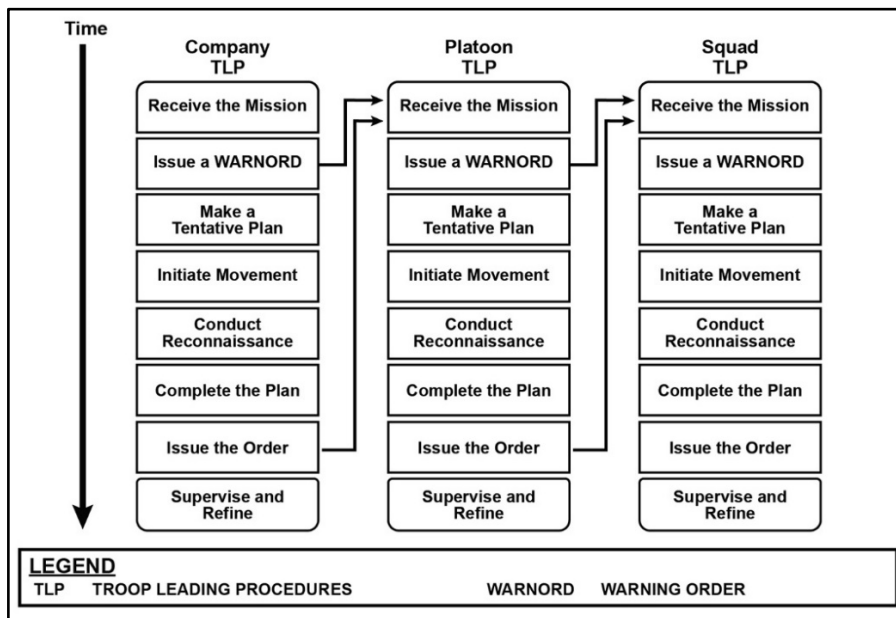 Time
Company
TLP
Receive the Mission
Issue a WARNORD
Make a
Tentative Plan
Initiate Movement
Conduct
Reconnaissance
Complete the Plan
Issue the Order
Supervise and
Refine
Platoon
TLP
Receive the Mission
Issue a WARNORD
Make a
Tentative Plan
Initiate Movement
Conduct
Reconnaissance
Complete the Plan
Issue the Order
Supervise and
Refine
Squad
TLP
Receive the Mission
Issue a WARNORD
Make a
Tentative Plan
Initiate Movement
Conduct
Reconnaissance
Complete the Plan
Issue the Order
Supervise and
Refine
LEGEND
TLP TROOP LEADING PROCEDURES WARNORD WARNING ORDER